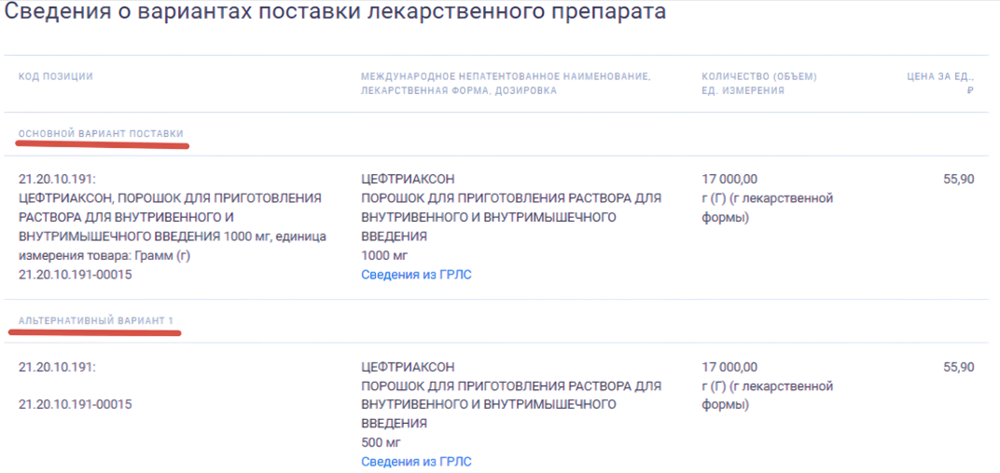 Сведения о вариантах поставки лекарственного препарата
КОД ПОЗИЦИИ
МЕЖДУНАРОДНОЕ НЕПАТЕНТОВАННОЕ НАИМЕНОВАНИЕ,
ЛЕКАРСТВЕННАЯ ФОРМА, ДОЗИРОВКА
КОЛИЧЕСТВО (ОБЪЕМ)
ЕД. ИЗМЕРЕНИЯ
ЦЕНА ЗА ЕД.,
₽
ОСНОВНОЙ ВАРИАНТ ПОСТАВКИ
21.20.10.191:
ЦЕФТРИАКСОН, ПОРОШОК ДЛЯ ПРИГОТОВЛЕНИЯ
РАСТВОРА ДЛЯ ВНУТРИВЕННОГО И
ВНУТРИМЫШЕЧНОГО ВВЕДЕНИЯ 1000 мг, единица
измерения товара: Грамм (г)
21.20.10.191-00015
ЦЕФТРИАКСОН
ПОРОШОК ДЛЯ ПРИГОТОВЛЕНИЯ РАСТВОРА ДЛЯ
ВНУТРИВЕННОГО И ВНУТРИМЫШЕЧНОГО
ВВЕДЕНИЯ
1000 мг
Сведения из ГРЛС
17 000,00
г (Г) (г лекарственной
формы)
55,90
АЛЬТЕРНАТИВНЫЙ ВАРИАНТ 1
21.20.10.191:
21.20.10.191-00015
ЦЕФТРИАКСОН
ПОРОШОК ДЛЯ ПРИГОТОВЛЕНИЯ РАСТВОРА ДЛЯ
ВНУТРИВЕННОГО И ВНУТРИМЫШЕЧНОГО
ВВЕДЕНИЯ
500 мг
Сведения из ГРЛС
17 000,00
г (Г) (г лекарственной
формы)
55,90